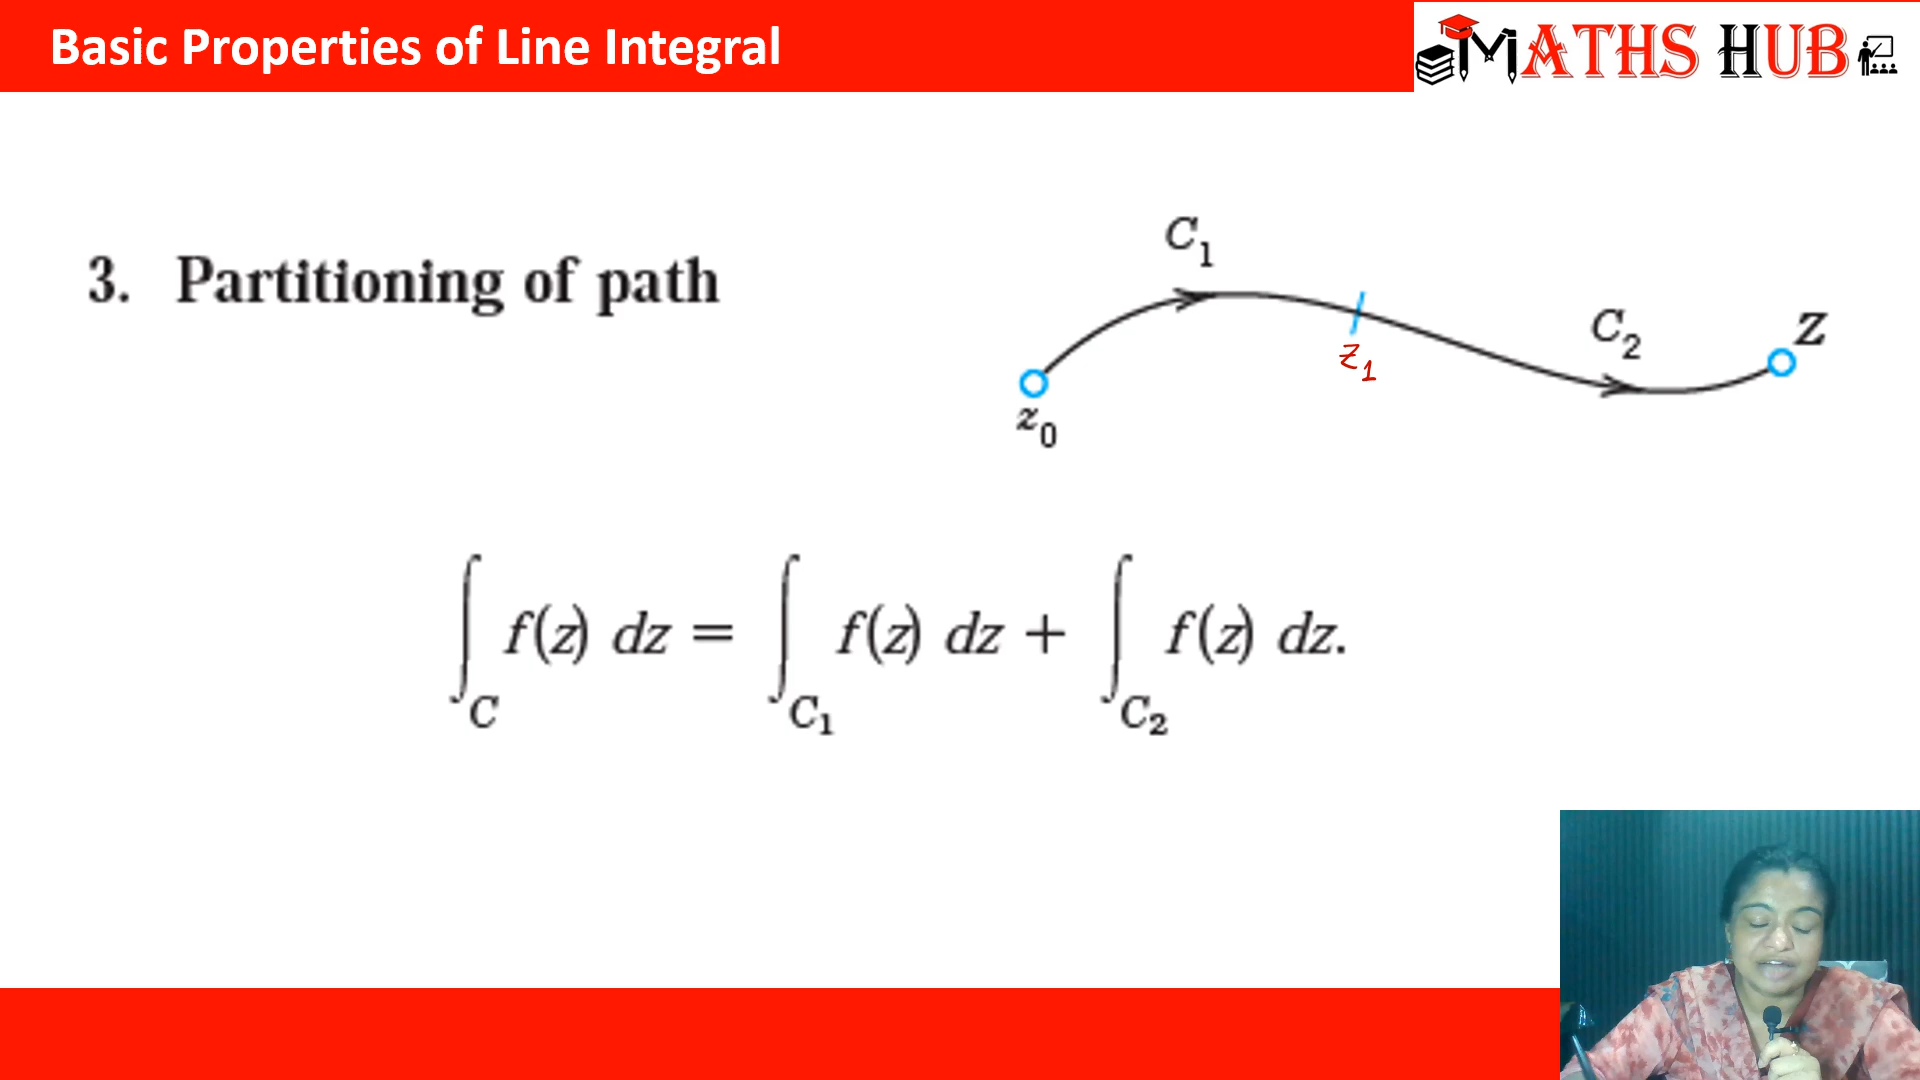 Basic Properties of Line Integral
MATHS HUB
3. Partitioning of path
C₁
C₂
Z
z₁
z₀
∫_C f(z) dz = ∫_C₁ f(z) dz + ∫_C₂ f(z) dz.